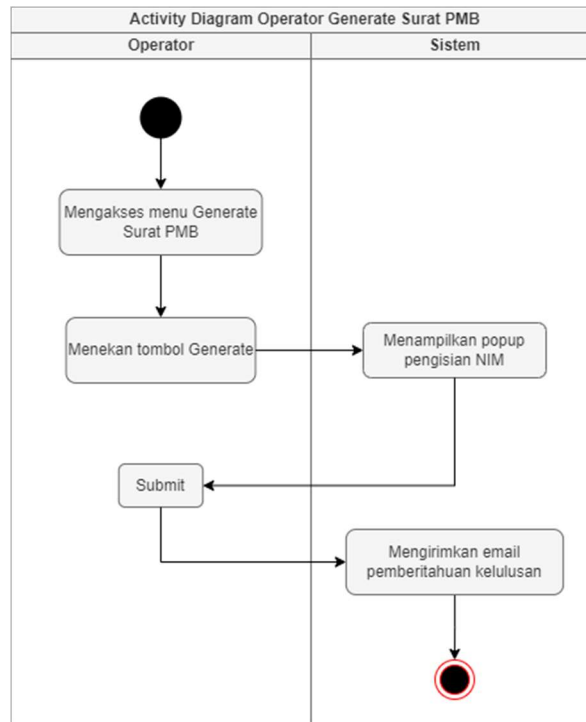 Activity Diagram Operator Generate Surat PMB
Operator
Sistem
Mengakses menu Generate
Surat PMB
Menekan tombol Generate
Menampilkan popup
pengisian NIM
Submit
Mengirimkan email
pemberitahuan kelulusan